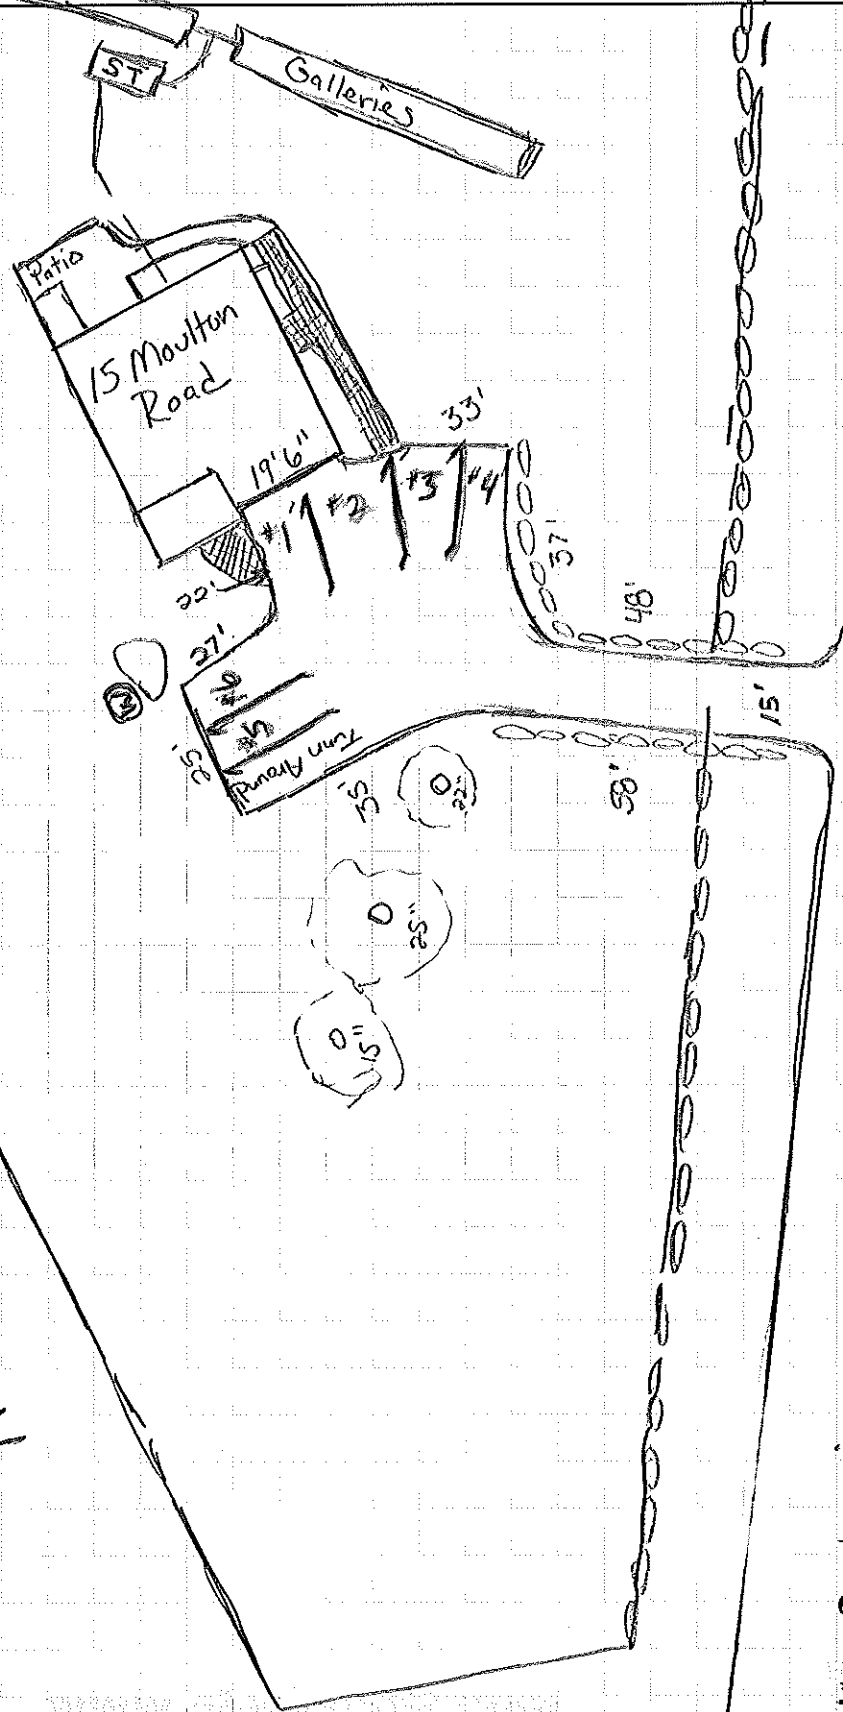 ST
Galleries
Patio
15 Moulton
Road
19'6"
33'
#1
#2
#3
#4
37'
22'
27'
48'
W
#6
#5
25'
Turn Around
35'
15'
58'
22"
25"
15"